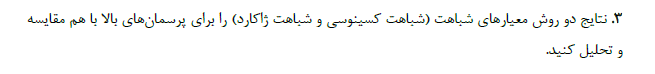 ۳. نتایج دو روش معیارهای شباهت (شباهت کسینوسی و شباهت ژاکارد) را برای پرسمان‌های بالا با هم مقایسه
و تحلیل کنید.